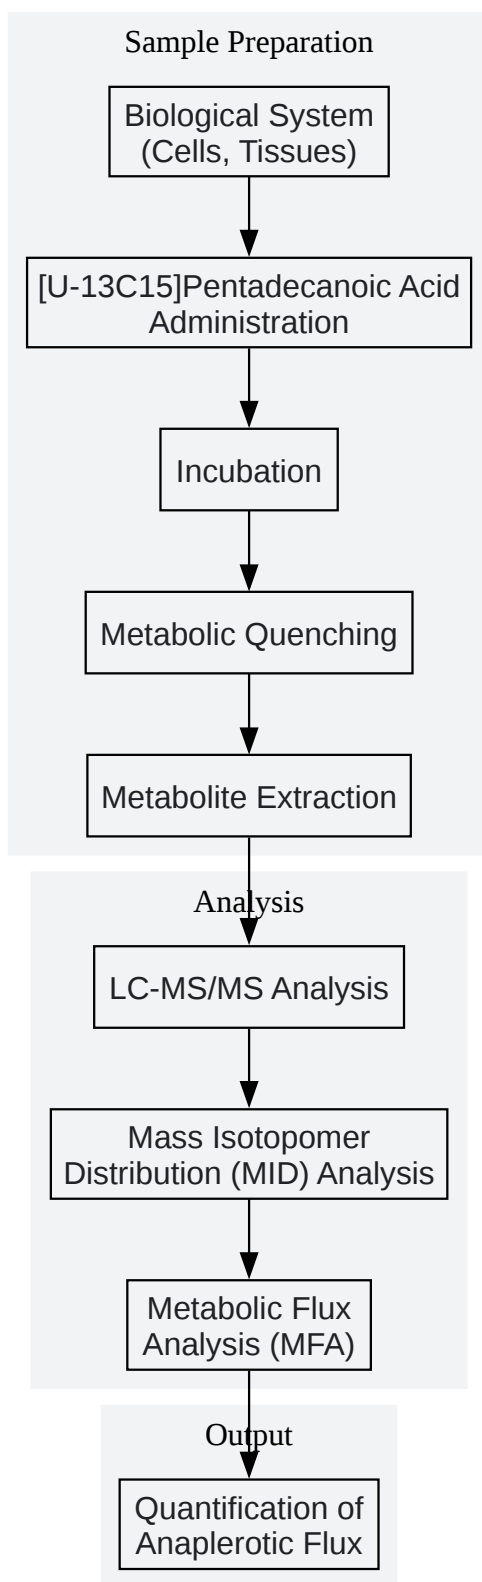 Sample Preparation
Biological System
(Cells, Tissues)
[U-13C15]Pentadecanoic Acid
Administration
Incubation
Metabolic Quenching
Metabolite Extraction
Analysis
LC-MS/MS Analysis
Mass Isotopomer
Distribution (MID) Analysis
Metabolic Flux
Analysis (MFA)
Output
Quantification of
Anaplerotic Flux